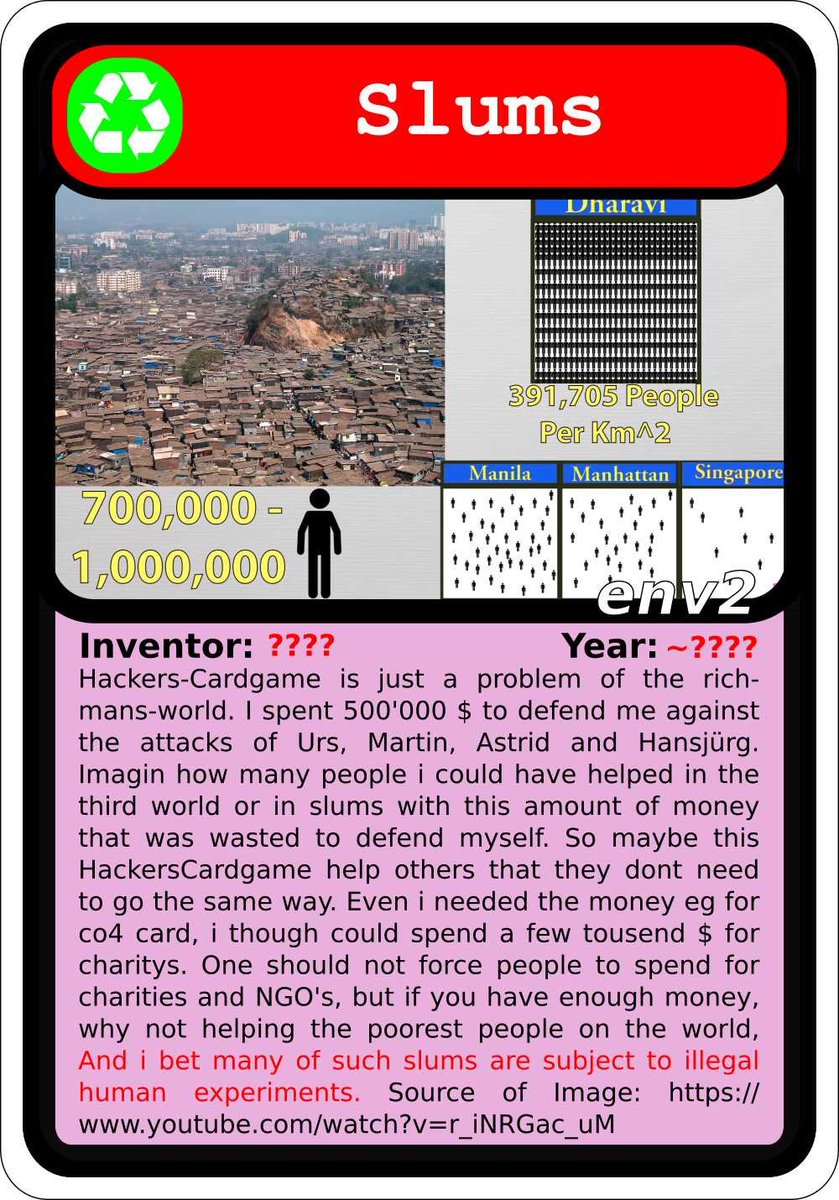 Slums
Dharavi
391,705 People
Per Km^2
Manila
Manhattan
Singapore
700,000 -
1,000,000
env2
Inventor: ????
Year: ~????
Hackers-Cardgame is just a problem of the rich-
mans-world. I spent 500'000 $ to defend me against
the attacks of Urs, Martin, Astrid and Hansjürg.
Imagin how many people i could have helped in the
third world or in slums with this amount of money
that was wasted to defend myself. So maybe this
HackersCardgame help others that they dont need
to go the same way. Even i needed the money eg for
co4 card, i though could spend a few tousend $ for
charitys. One should not force people to spend for
charities and NGO's, but if you have enough money,
why not helping the poorest people on the world,
And i bet many of such slums are subject to illegal
human experiments. Source of Image: https://
www.youtube.com/watch?v=r_iNRGac_uM